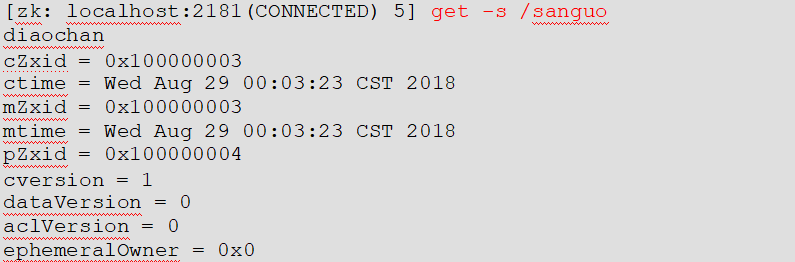 [zk: localhost:2181(CONNECTED) 5] get -s /sanguo
diaochan
cZxid = 0x100000003
ctime = Wed Aug 29 00:03:23 CST 2018
mZxid = 0x100000003
mtime = Wed Aug 29 00:03:23 CST 2018
pZxid = 0x100000004
cversion = 1
dataVersion = 0
aclVersion = 0
ephemeralOwner = 0x0